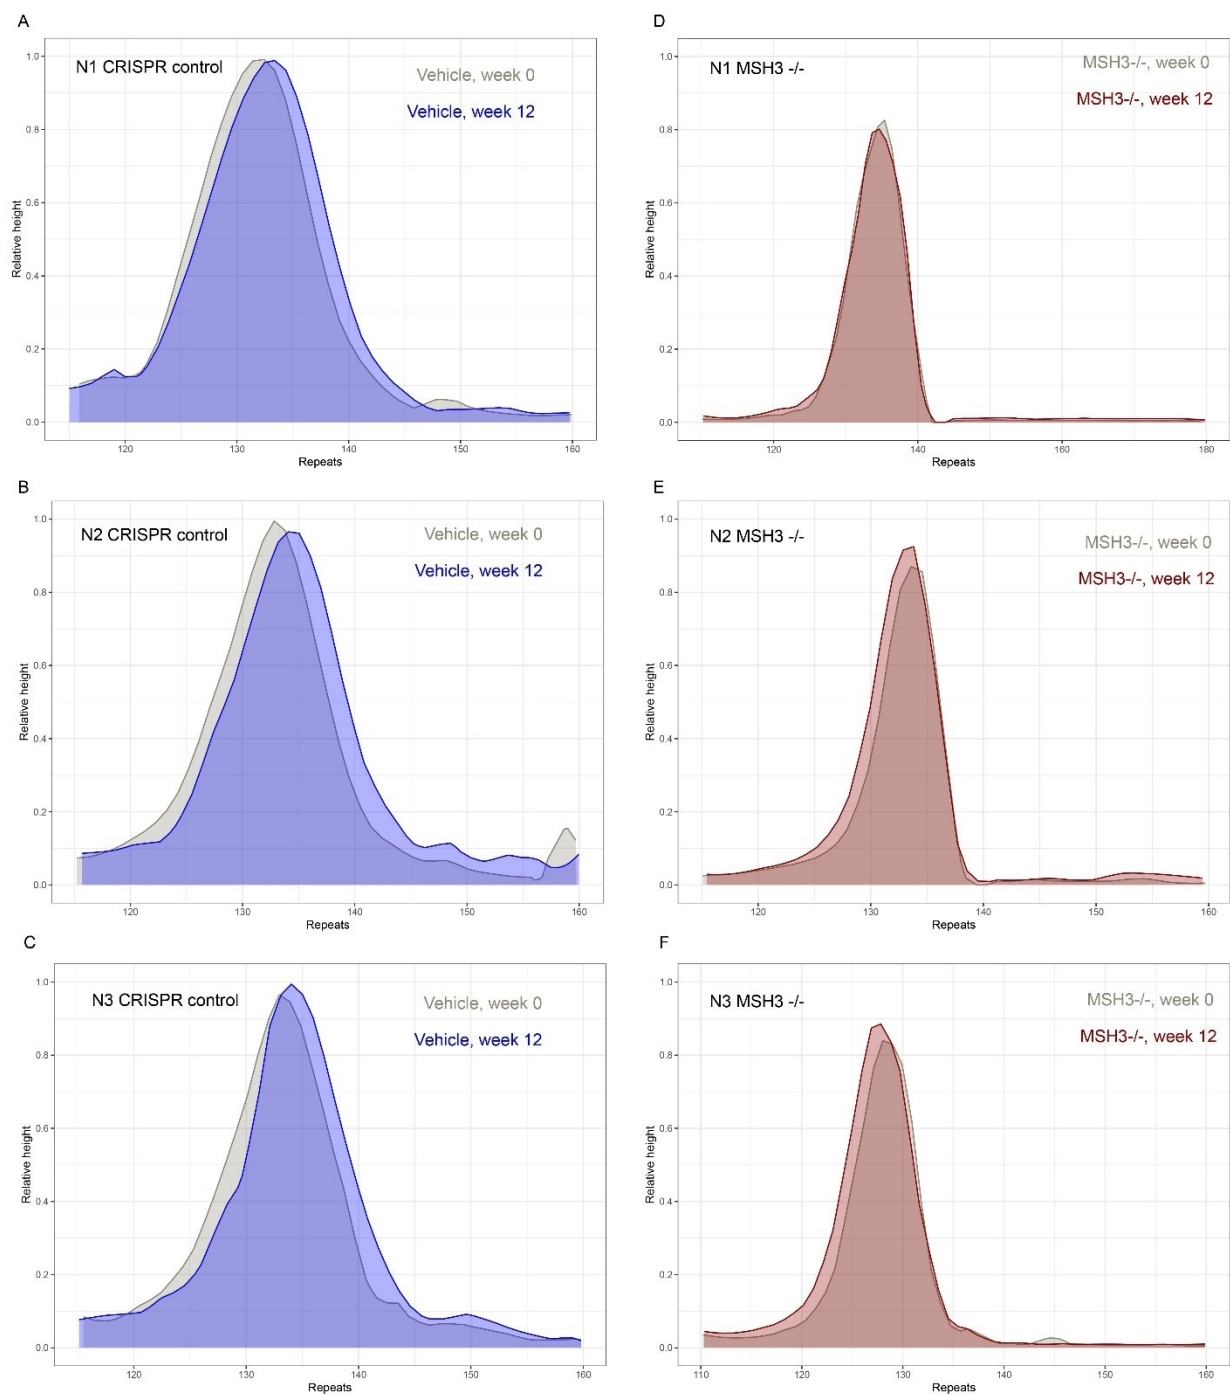 A
N1 CRISPR control
Vehicle, week 0
Vehicle, week 12
Relative height
1.0
0.8
0.6
0.4
0.2
0.0
120
130
140
150
160
Repeats
D
N1 MSH3 -/-
MSH3-/-, week 0
MSH3-/-, week 12
Relative height
1.0
0.8
0.6
0.4
0.2
0.0
120
140
160
180
Repeats
B
N2 CRISPR control
Vehicle, week 0
Vehicle, week 12
Relative height
1.0
0.8
0.6
0.4
0.2
0.0
120
130
140
150
160
Repeats
E
N2 MSH3 -/-
MSH3-/-, week 0
MSH3-/-, week 12
Relative height
1.0
0.8
0.6
0.4
0.2
0.0
120
130
140
150
160
Repeats
C
N3 CRISPR control
Vehicle, week 0
Vehicle, week 12
Relative height
1.0
0.8
0.6
0.4
0.2
0.0
120
130
140
150
160
Repeats
F
N3 MSH3 -/-
MSH3-/-, week 0
MSH3-/-, week 12
Relative height
1.0
0.8
0.6
0.4
0.2
0.0
110
120
130
140
150
160
Repeats